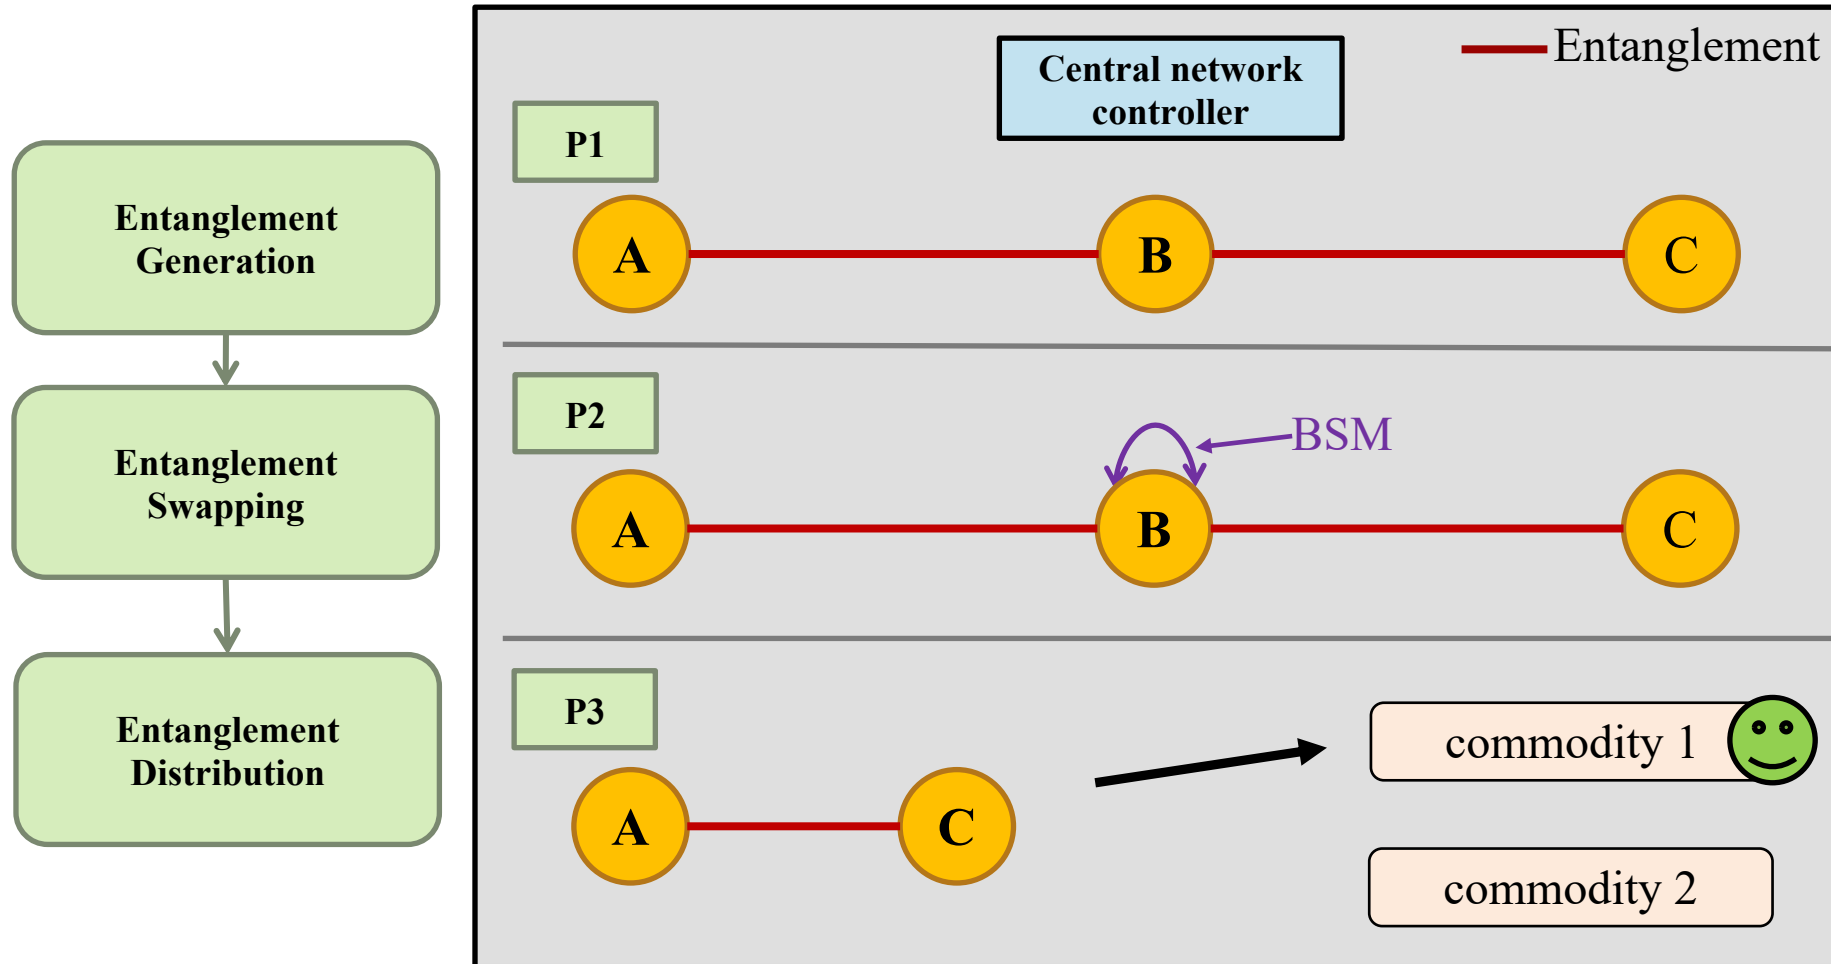 Entanglement
Generation
Entanglement
Swapping
Entanglement
Distribution
Entanglement
Central network
controller
P1
A
B
C
P2
BSM
A
B
C
P3
A
C
commodity 1
commodity 2